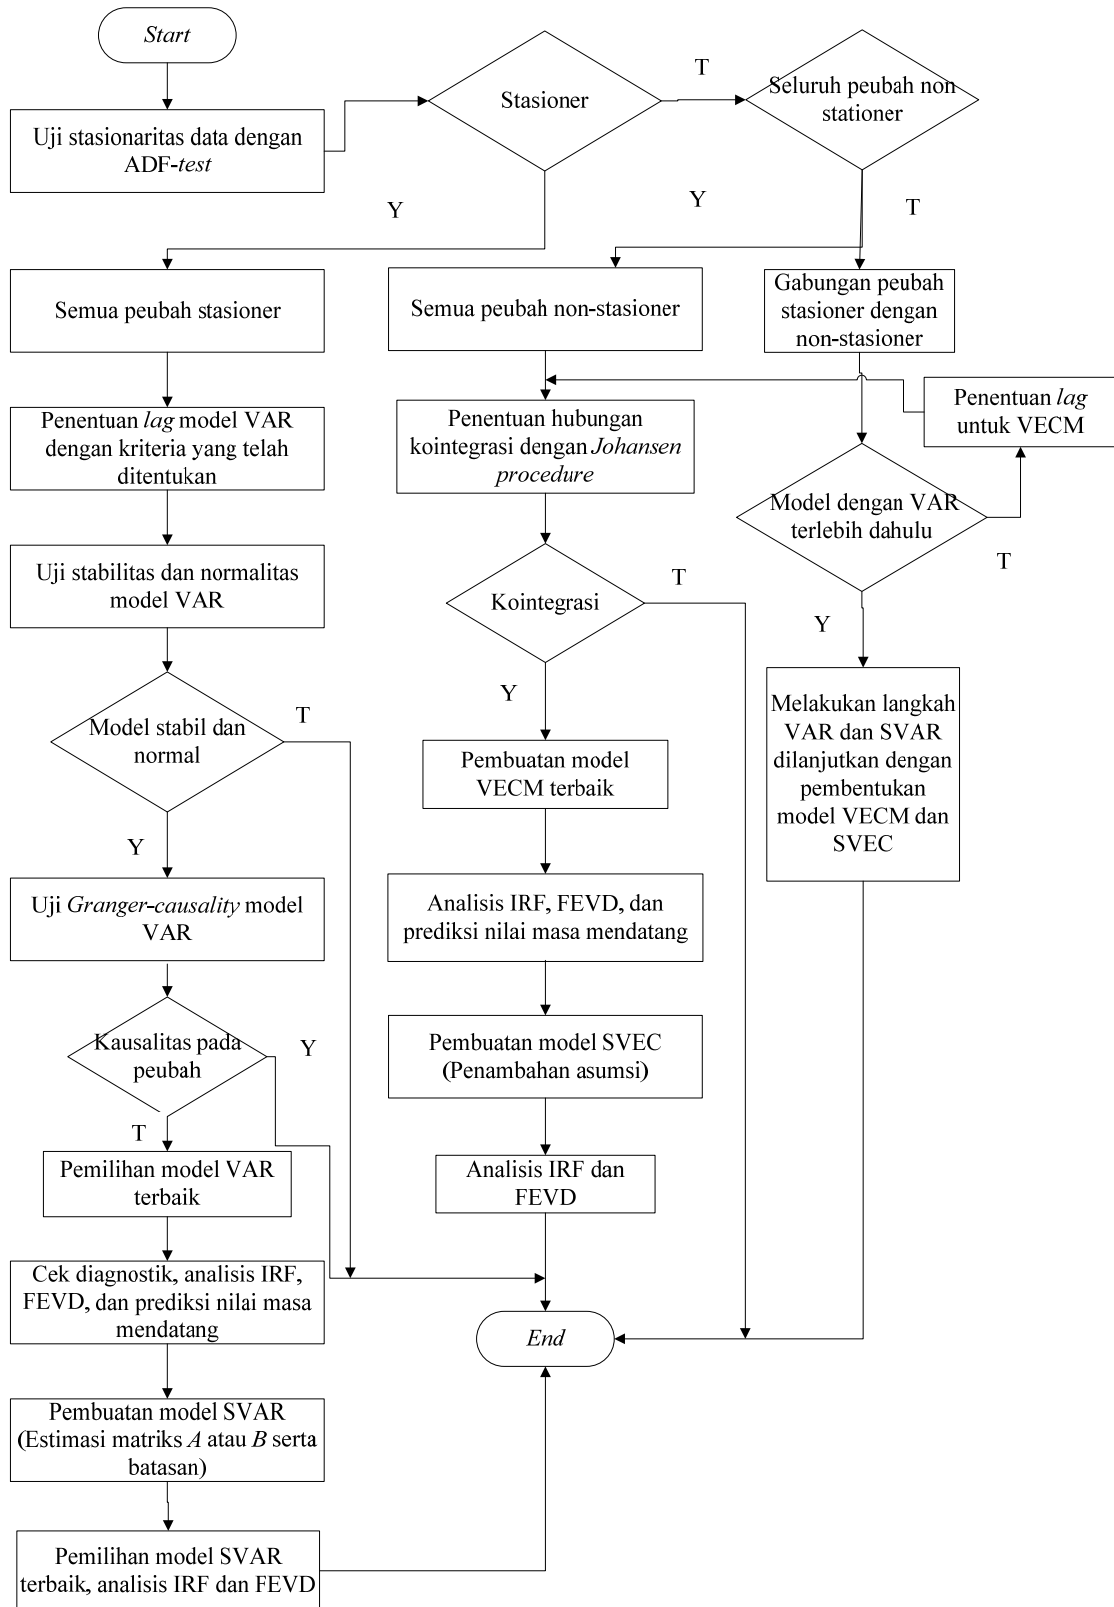 Start
Uji stasionaritas data dengan
ADF-test
Stasioner
T
Seluruh peubah non
stationer
Y
Y
T
Semua peubah stasioner
Semua peubah non-stasioner
Gabungan peubah
stasioner dengan
non-stasioner
Penentuan lag
untuk VECM
Penentuan lag model VAR
dengan kriteria yang telah
ditentukan
Penentuan hubungan
kointegrasi dengan Johansen
procedure
Model dengan VAR
terlebih dahulu
T
Y
Uji stabilitas dan normalitas
model VAR
Kointegrasi
T
Y
Melakukan langkah
VAR dan SVAR
dilanjutkan dengan
pembentukan
model VECM dan
SVEC
Model stabil dan
normal
T
Y
Pembuatan model
VECM terbaik
Uji Granger-causality model
VAR
Analisis IRF, FEVD, dan
prediksi nilai masa mendatang
Kausalitas pada
peubah
Y
T
Pembuatan model SVEC
(Penambahan asumsi)
Pemilihan model VAR
terbaik
Analisis IRF dan
FEVD
Cek diagnostik, analisis IRF,
FEVD, dan prediksi nilai masa
mendatang
End
Pembuatan model SVAR
(Estimasi matriks A atau B serta
batasan)
Pemilihan model SVAR
terbaik, analisis IRF dan FEVD